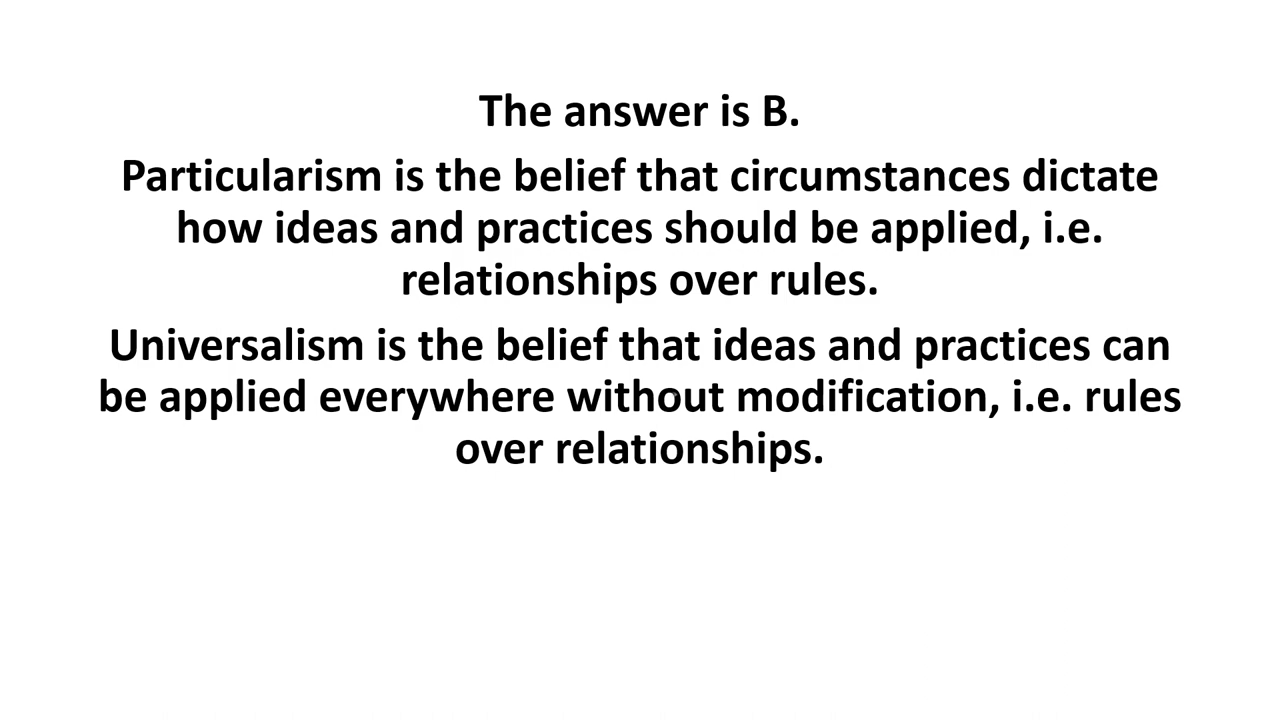 The answer is B.
Particularism is the belief that circumstances dictate
how ideas and practices should be applied, i.e.
relationships over rules.
Universalism is the belief that ideas and practices can
be applied everywhere without modification, i.e. rules
over relationships.